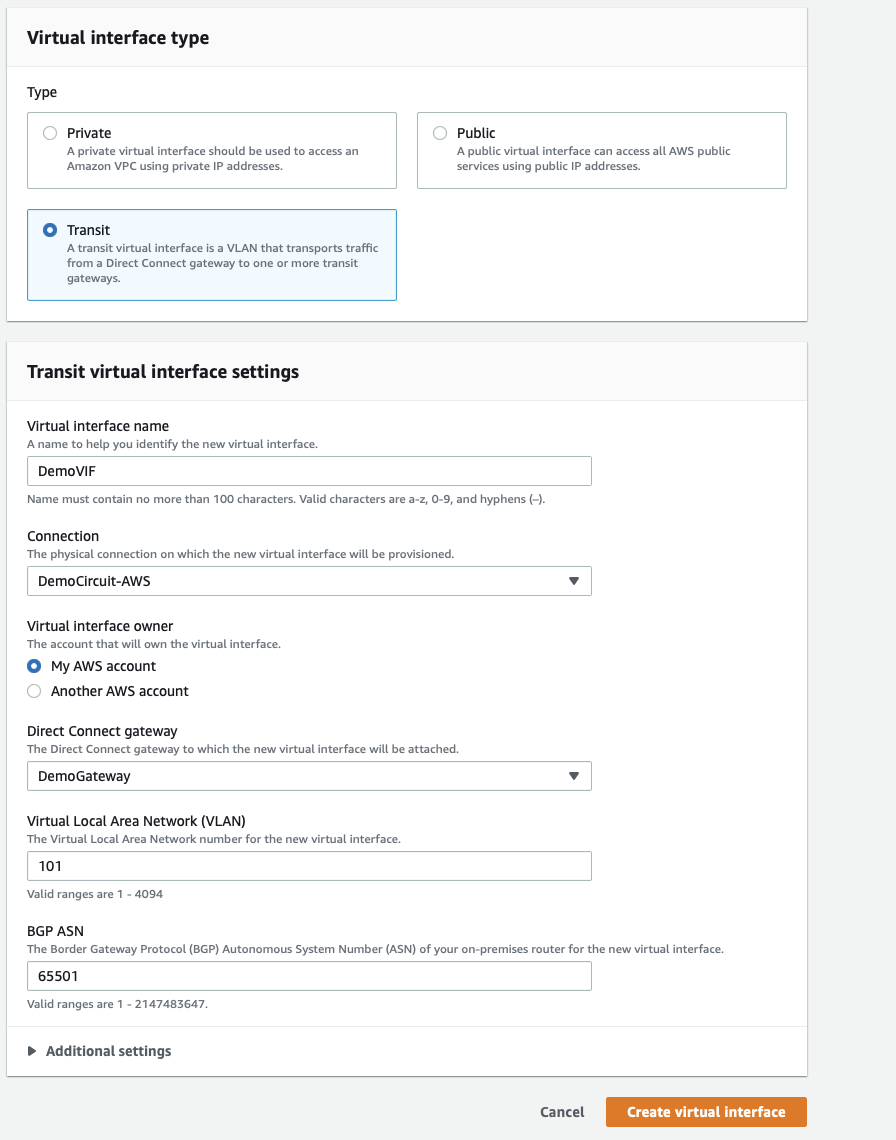 Virtual interface type
Type
Private
A private virtual interface should be used to access an
Amazon VPC using private IP addresses.
Public
A public virtual interface can access all AWS public
services using public IP addresses.
Transit
A transit virtual interface is a VLAN that transports traffic
from a Direct Connect gateway to one or more transit
gateways.
Transit virtual interface settings
Virtual interface name
A name to help you identify the new virtual interface.
DemoVIF
Name must contain no more than 100 characters. Valid characters are a-z, 0-9, and hyphens (–).
Connection
The physical connection on which the new virtual interface will be provisioned.
DemoCircuit-AWS
Virtual interface owner
The account that will own the virtual interface.
My AWS account
Another AWS account
Direct Connect gateway
The Direct Connect gateway to which the new virtual interface will be attached.
DemoGateway
Virtual Local Area Network (VLAN)
The Virtual Local Area Network number for the new virtual interface.
101
Valid ranges are 1 - 4094
BGP ASN
The Border Gateway Protocol (BGP) Autonomous System Number (ASN) of your on-premises router for the new virtual interface.
65501
Valid ranges are 1 - 2147483647.
Additional settings
Cancel
Create virtual interface